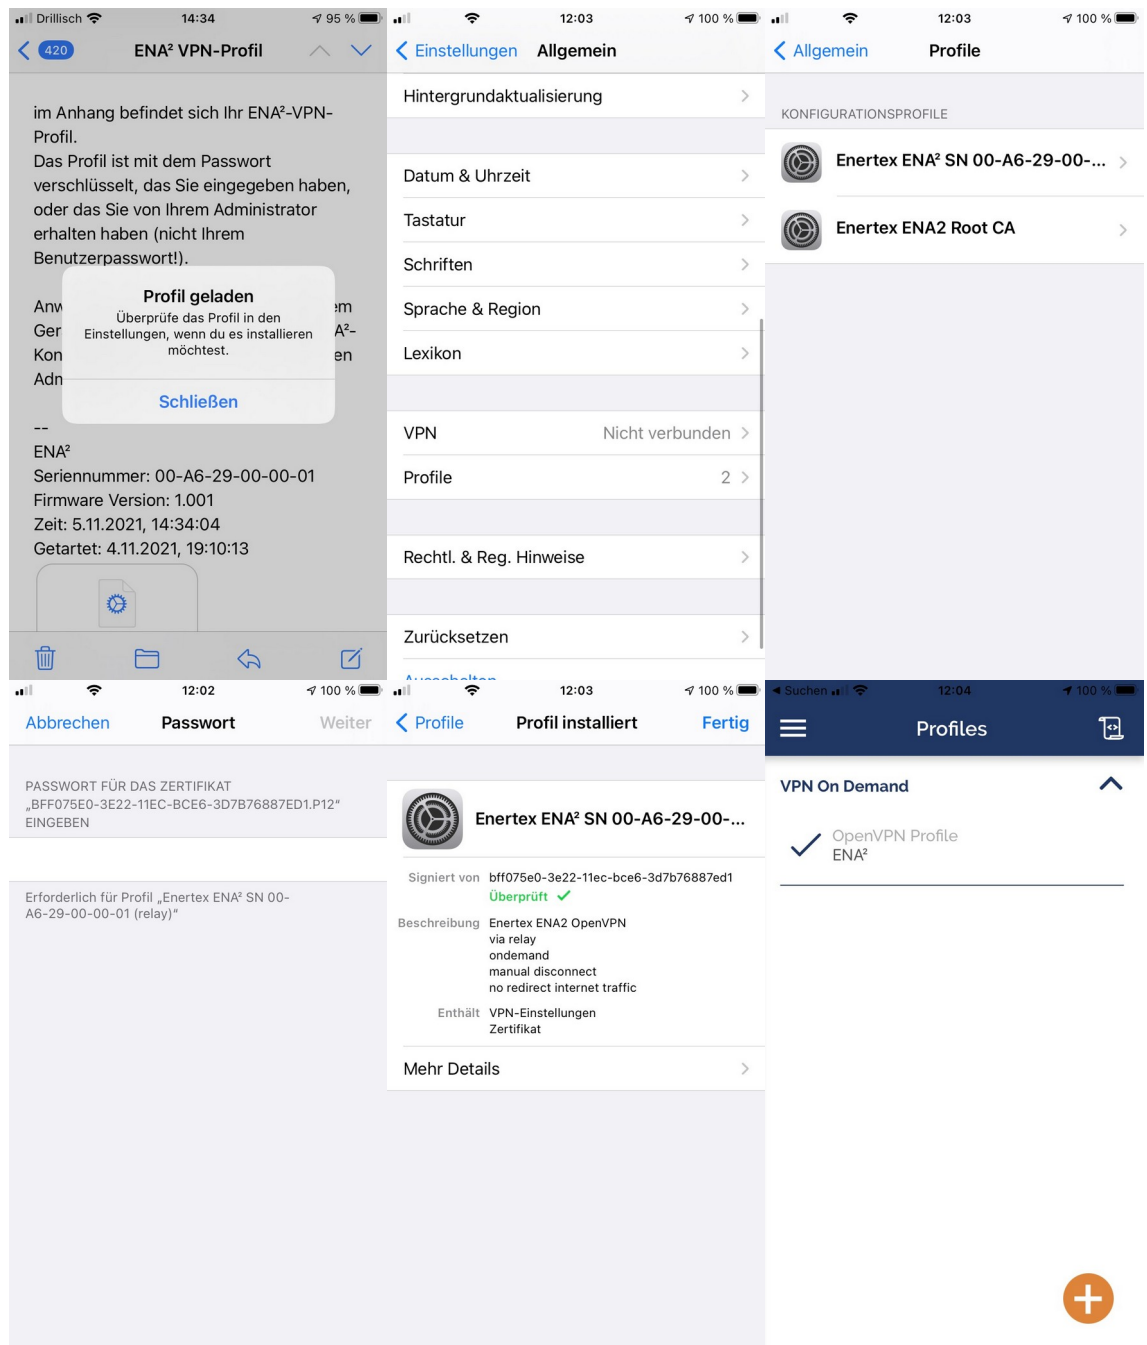 Drillisch 14:34 95 %
420 ENA² VPN-Profil
im Anhang befindet sich Ihr ENA²-VPN-
Profil.
Das Profil ist mit dem Passwort
verschlüsselt, das Sie eingegeben haben,
oder das Sie von Ihrem Administrator
erhalten haben (nicht Ihrem
Benutzerpasswort!).
Profil geladen
Überprüfe das Profil in den
Einstellungen, wenn du es installieren
möchtest.
Schließen
--
ENA²
Seriennummer: 00-A6-29-00-00-01
Firmware Version: 1.001
Zeit: 5.11.2021, 14:34:04
Getartet: 4.11.2021, 19:10:13
12:03 100 %
Einstellungen Allgemein
Hintergrundaktualisierung
Datum & Uhrzeit
Tastatur
Schriften
Sprache & Region
Lexikon
VPN Nicht verbunden
Profile 2
Rechtl. & Reg. Hinweise
Zurücksetzen
12:03 100 %
Allgemein Profile
KONFIGURATIONSPROFILE
Enertex ENA² SN 00-A6-29-00-...
Enertex ENA2 Root CA
12:02 100 %
Abbrechen Passwort Weiter
PASSWORT FÜR DAS ZERTIFIKAT
„BFF075E0-3E22-11EC-BCE6-3D7B76887ED1.P12“
EINGEBEN
Erforderlich für Profil „Enertex ENA² SN 00-
A6-29-00-00-01 (relay)“
12:03 100 %
Profile Profil installiert Fertig
Enertex ENA² SN 00-A6-29-00-...
Signiert von bff075e0-3e22-11ec-bce6-3d7b76887ed1
Überprüft
Beschreibung Enertex ENA2 OpenVPN
via relay
ondemand
manual disconnect
no redirect internet traffic
Enthält VPN-Einstellungen
Zertifikat
Mehr Details
Suchen 12:04 100 %
Profiles
VPN On Demand
OpenVPN Profile
ENA²